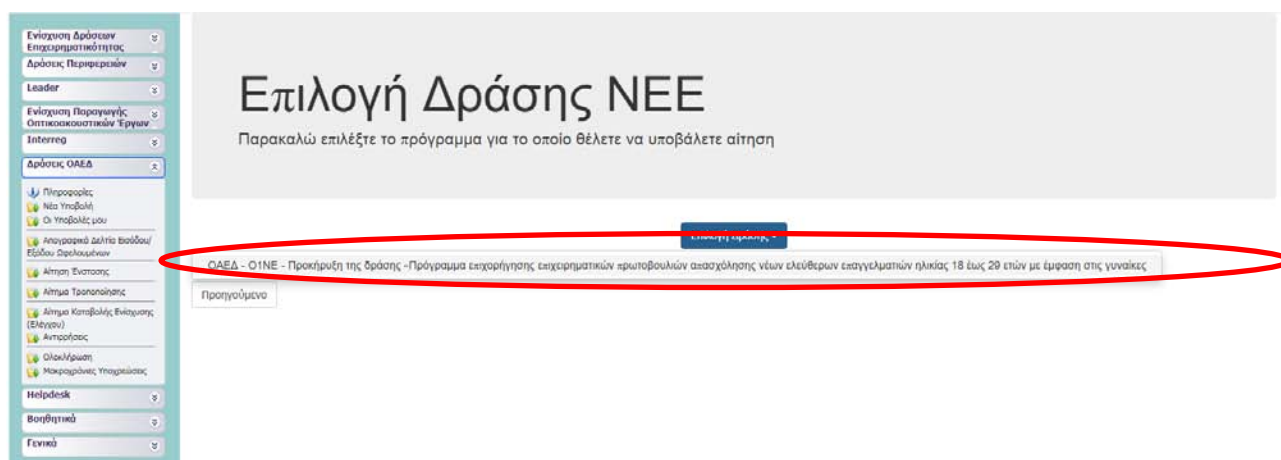 Ενίσχυση Δράσεων
Επιχειρηματικότητας
Δράσεις Περιφερειών
Leader
Ενίσχυση Παραγωγής
Οπτικοακουστικών Έργων
Interreg
Δράσεις ΟΑΕΔ
Πληροφορίες
Νέα Υποβολή
Οι Υποβολές μου
Απογραφικά Δελτία Εισόδου/
Εξόδου Ωφελουμένων
Αίτηση Ένστασης
Αίτημα Τροποποίησης
Αίτημα Καταβολής Ενίσχυσης
(Ελέγχου)
Αντιρρήσεις
Ολοκλήρωση
Μακροχρόνιες Υποχρεώσεις
Helpdesk
Βοηθητικά
Γενικά
Επιλογή Δράσης ΝΕΕ
Παρακαλώ επιλέξτε το πρόγραμμα για το οποίο θέλετε να υποβάλετε αίτηση
Επιλογή Δράσης
ΟΑΕΔ - Ο1ΝΕ - Προκήρυξη της δράσης -Πρόγραμμα επιχορήγησης επιχειρηματικών πρωτοβουλιών απασχόλησης νέων ελεύθερων επαγγελματιών ηλικίας 18 έως 29 ετών με έμφαση στις γυναίκες
Προηγούμενο